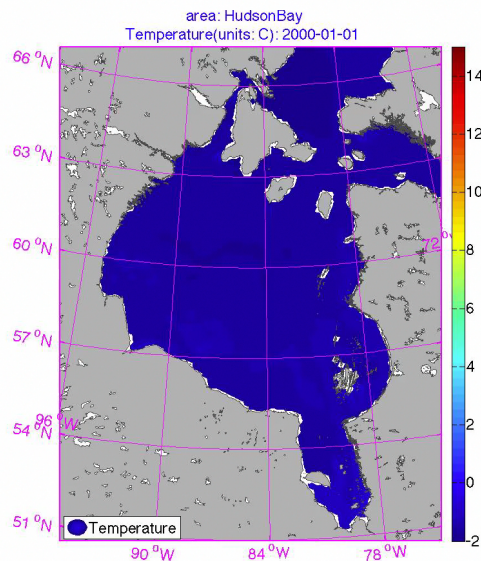 area: HudsonBay
Temperature(units: C): 2000-01-01
66 °N
63 °N
60 °N
57 °N
54 °N
51 °N
96 °W
90 °W
84 °W
78 °W
72 °W
14
12
10
8
6
4
2
0
-2
Temperature